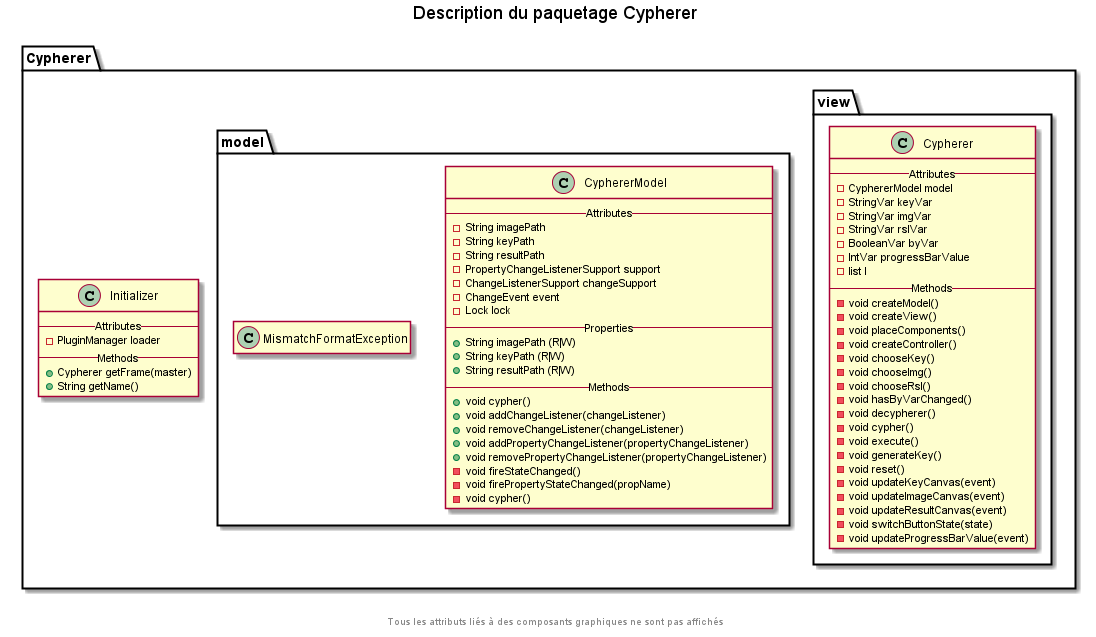 Description du paquetage Cypherer
Cypherer
Initializer
Attributes
PluginManager loader
Methods
Cypherer getFrame(master)
String getName()
model
MismatchFormatException
CyphererModel
Attributes
String imagePath
String keyPath
String resultPath
PropertyChangeListenerSupport support
ChangeListenerSupport changeSupport
ChangeEvent event
Lock lock
Properties
String imagePath (R|W)
String keyPath (R|W)
String resultPath (R|W)
Methods
void cypher()
void addChangeListener(changeListener)
void removeChangeListener(changeListener)
void addPropertyChangeListener(propertyChangeListener)
void removePropertyChangeListener(propertyChangeListener)
void fireStateChanged()
void firePropertyStateChanged(propName)
void cypher()
view
Cypherer
Attributes
CyphererModel model
StringVar keyVar
StringVar imgVar
StringVar rslVar
BooleanVar byVar
IntVar progressBarValue
list l
Methods
void createModel()
void createView()
void placeComponents()
void createController()
void chooseKey()
void chooseImg()
void chooseRsl()
void hasByVarChanged()
void decypherer()
void cypher()
void execute()
void generateKey()
void reset()
void updateKeyCanvas(event)
void updateImageCanvas(event)
void updateResultCanvas(event)
void switchButtonState(state)
void updateProgressBarValue(event)
Tous les attributs liés à des composants graphiques ne sont pas affichés